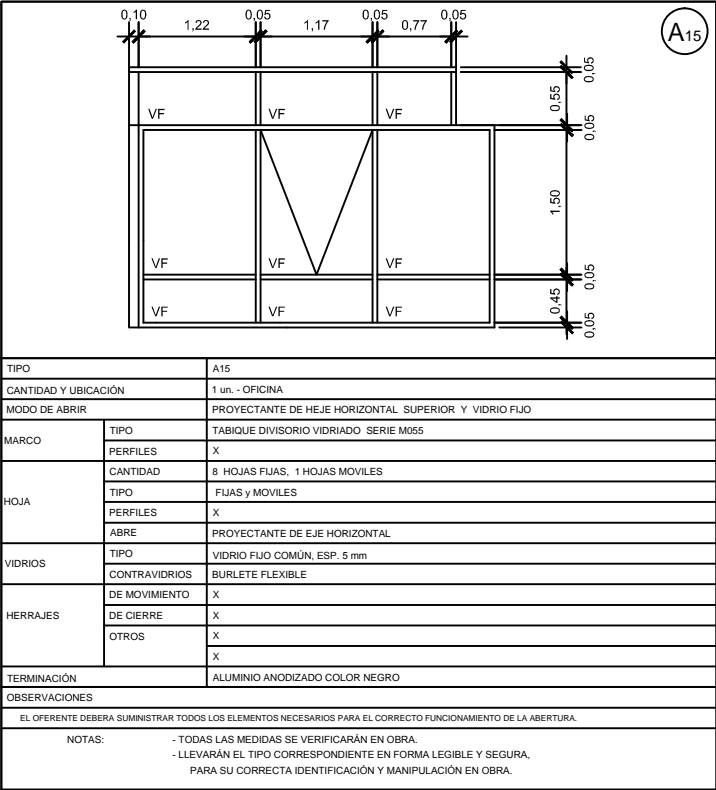 0,10 1,22 0,05 1,17 0,05 0,77 0,05
A15
0,05
0,55
VF VF VF
0,05
1,50
VF VF VF
0,05
0,45
VF VF VF
0,05
TIPO A15
CANTIDAD Y UBICACIÓN 1 un. - OFICINA
MODO DE ABRIR PROYECTANTE DE HEJE HORIZONTAL SUPERIOR Y VIDRIO FIJO
MARCO TIPO TABIQUE DIVISORIO VIDRIADO SERIE M055
PERFILES X
HOJA CANTIDAD 8 HOJAS FIJAS, 1 HOJAS MOVILES
TIPO FIJAS y MOVILES
PERFILES X
ABRE PROYECTANTE DE EJE HORIZONTAL
VIDRIOS TIPO VIDRIO FIJO COMÚN, ESP. 5 mm
CONTRAVIDRIOS BURLETE FLEXIBLE
HERRAJES DE MOVIMIENTO X
DE CIERRE X
OTROS X
X
TERMINACIÓN ALUMINIO ANODIZADO COLOR NEGRO
OBSERVACIONES
EL OFERENTE DEBERA SUMINISTRAR TODOS LOS ELEMENTOS NECESARIOS PARA EL CORRECTO FUNCIONAMIENTO DE LA ABERTURA.
NOTAS: - TODAS LAS MEDIDAS SE VERIFICARÁN EN OBRA.
- LLEVARÁN EL TIPO CORRESPONDIENTE EN FORMA LEGIBLE Y SEGURA,
PARA SU CORRECTA IDENTIFICACIÓN Y MANIPULACIÓN EN OBRA.